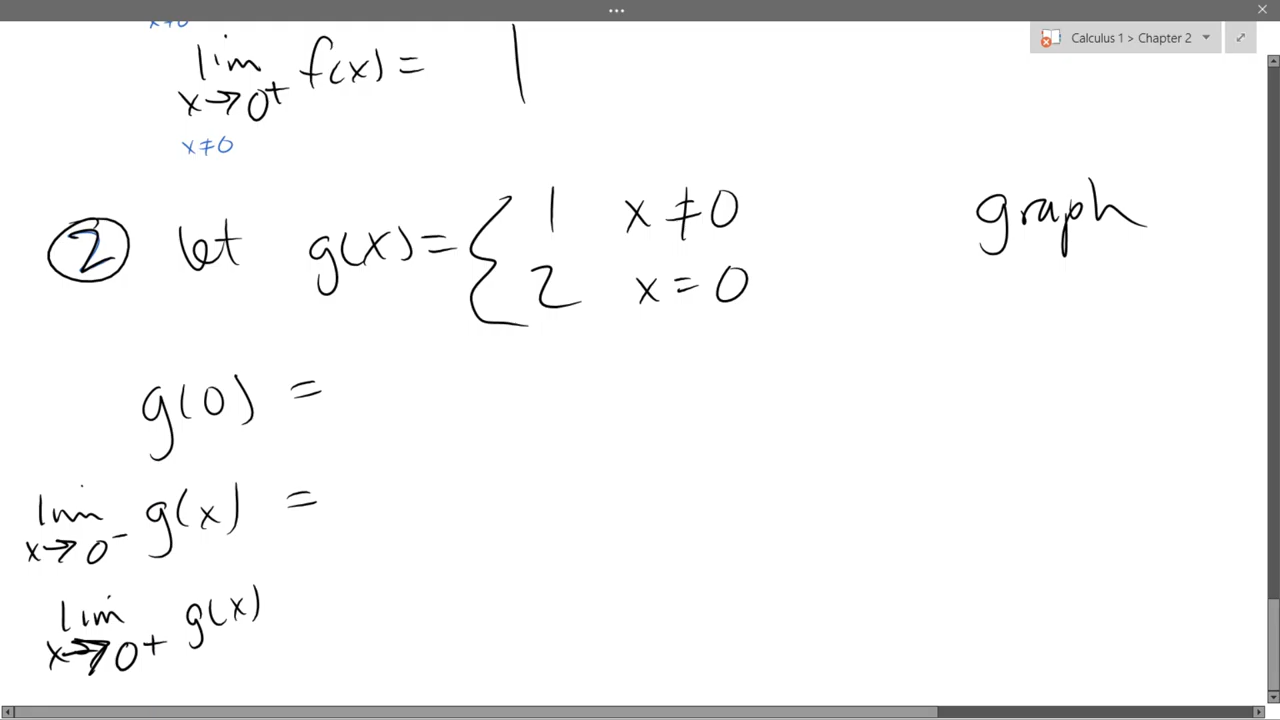 Calculus 1 > Chapter 2
lim f(x) = 1
x→0+
x≠0
② let g(x) = { 1 x≠0
2 x=0
graph
g(0) =
lim g(x) =
x→0-
lim g(x)
x→0+